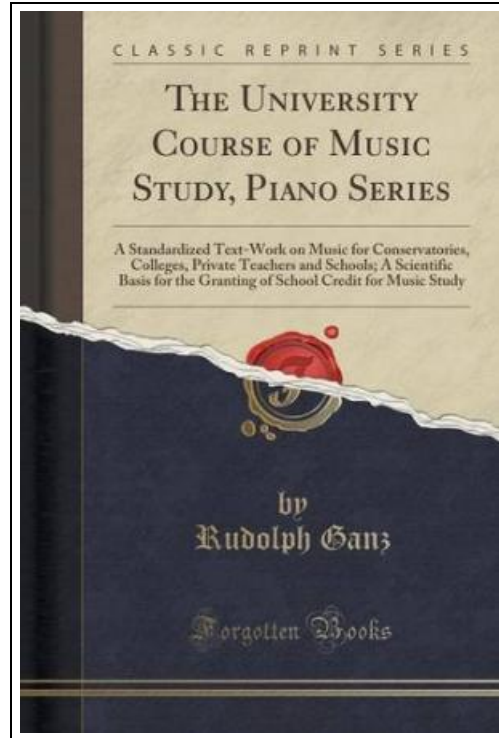 CLASSIC REPRINT SERIES
THE UNIVERSITY
COURSE OF MUSIC
STUDY, PIANO SERIES
A Standardized Text-Work on Music for Conservatories,
Colleges, Private Teachers and Schools; A Scientific
Basis for the Granting of School Credit for Music Study
by
Rudolph Ganz
Forgotten Books